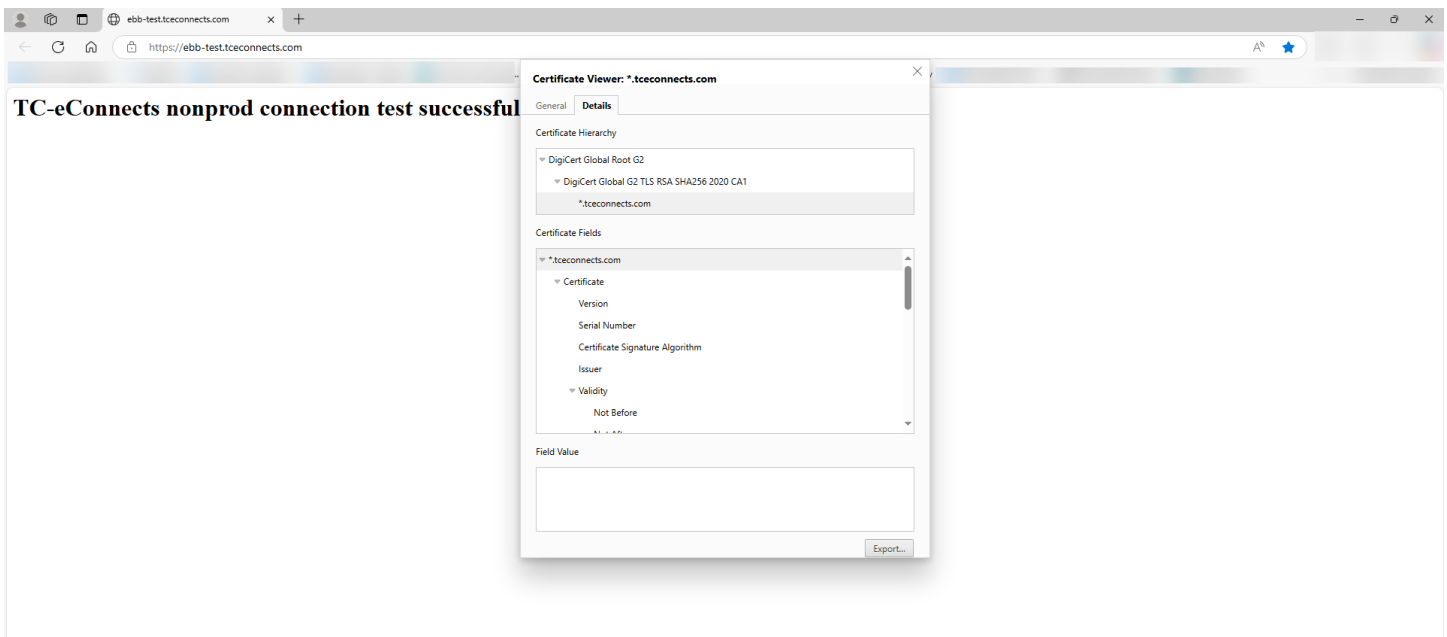 ebb-test.tceconnects.com
https://ebb-test.tceconnects.com
TC-eConnects nonprod connection test successful
Certificate Viewer: *.tceconnects.com
General Details
Certificate Hierarchy
DigiCert Global Root G2
DigiCert Global G2 TLS RSA SHA256 2020 CA1
*.tceconnects.com
Certificate Fields
*.tceconnects.com
Certificate
Version
Serial Number
Certificate Signature Algorithm
Issuer
Validity
Not Before
Field Value
Export...